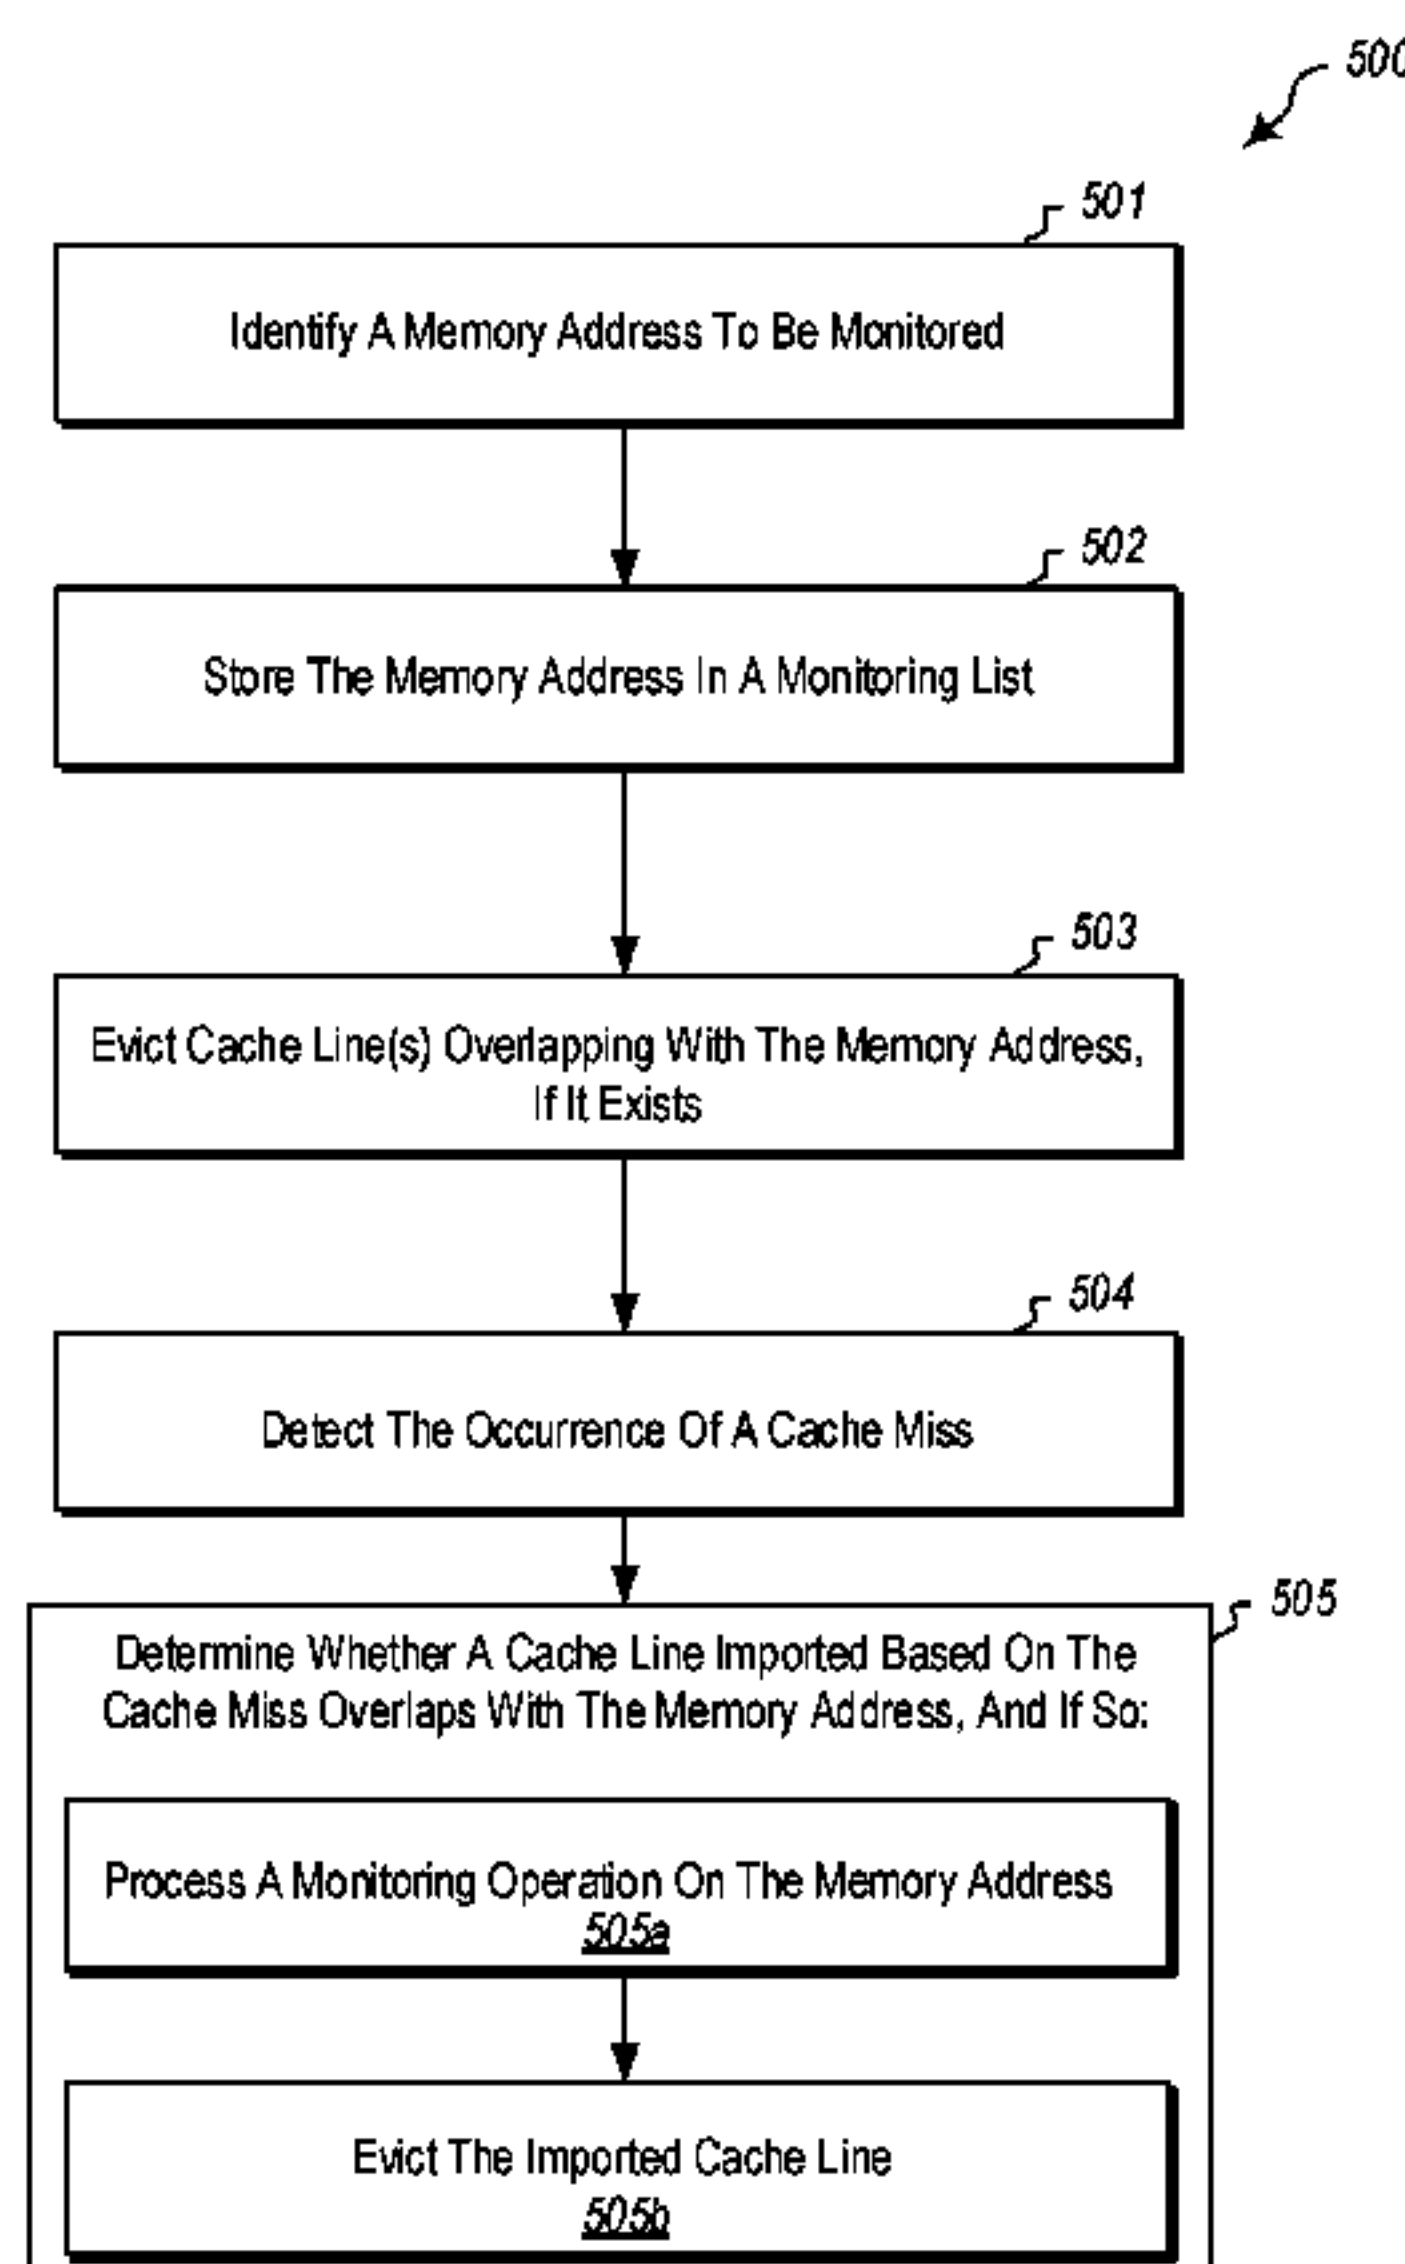 500
501
Identify A Memory Address To Be Monitored
502
Store The Memory Address In A Monitoring List
503
Evict Cache Line(s) Overlapping With The Memory Address,
If It Exists
504
Detect The Occurrence Of A Cache Miss
505
Determine Whether A Cache Line Imported Based On The
Cache Miss Overlaps With The Memory Address, And If So:
Process A Monitoring Operation On The Memory Address
505a
Evict The Imported Cache Line
505b